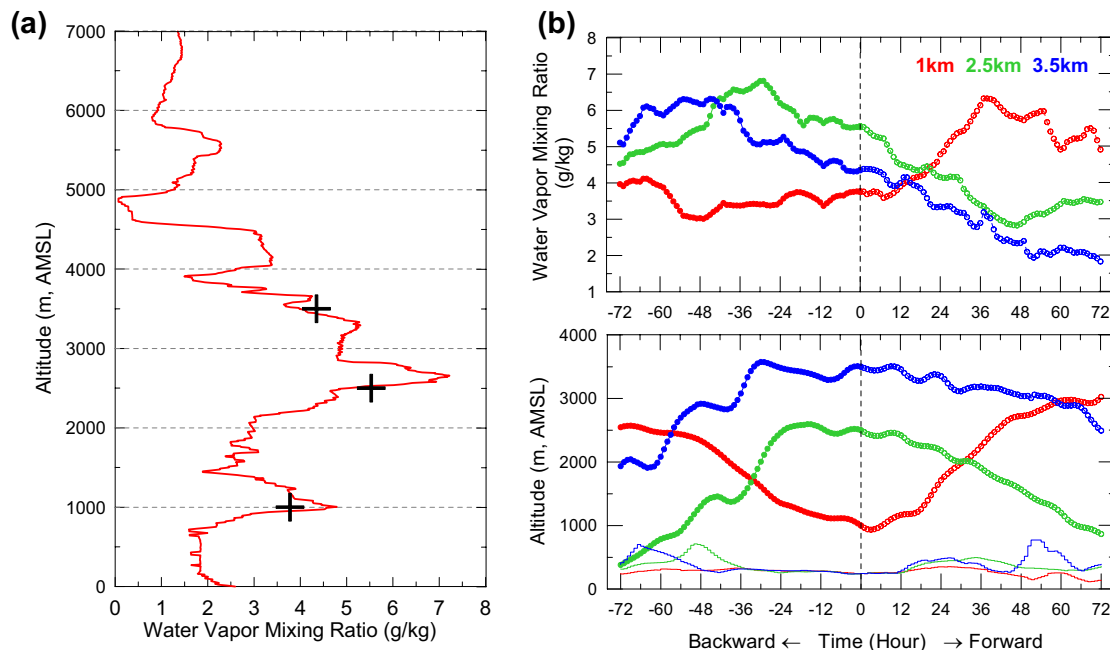 (a)
7000
6000
5000
4000
3000
2000
1000
0
Altitude (m, AMSL)
0 1 2 3 4 5 6 7 8
Water Vapor Mixing Ratio (g/kg)
(b)
8
7
6
5
4
3
2
1
Water Vapor Mixing Ratio
(g/kg)
1km 2.5km 3.5km
-72 -60 -48 -36 -24 -12 0 12 24 36 48 60 72
4000
3000
2000
1000
0
Altitude (m, AMSL)
-72 -60 -48 -36 -24 -12 0 12 24 36 48 60 72
Backward ← Time (Hour) → Forward